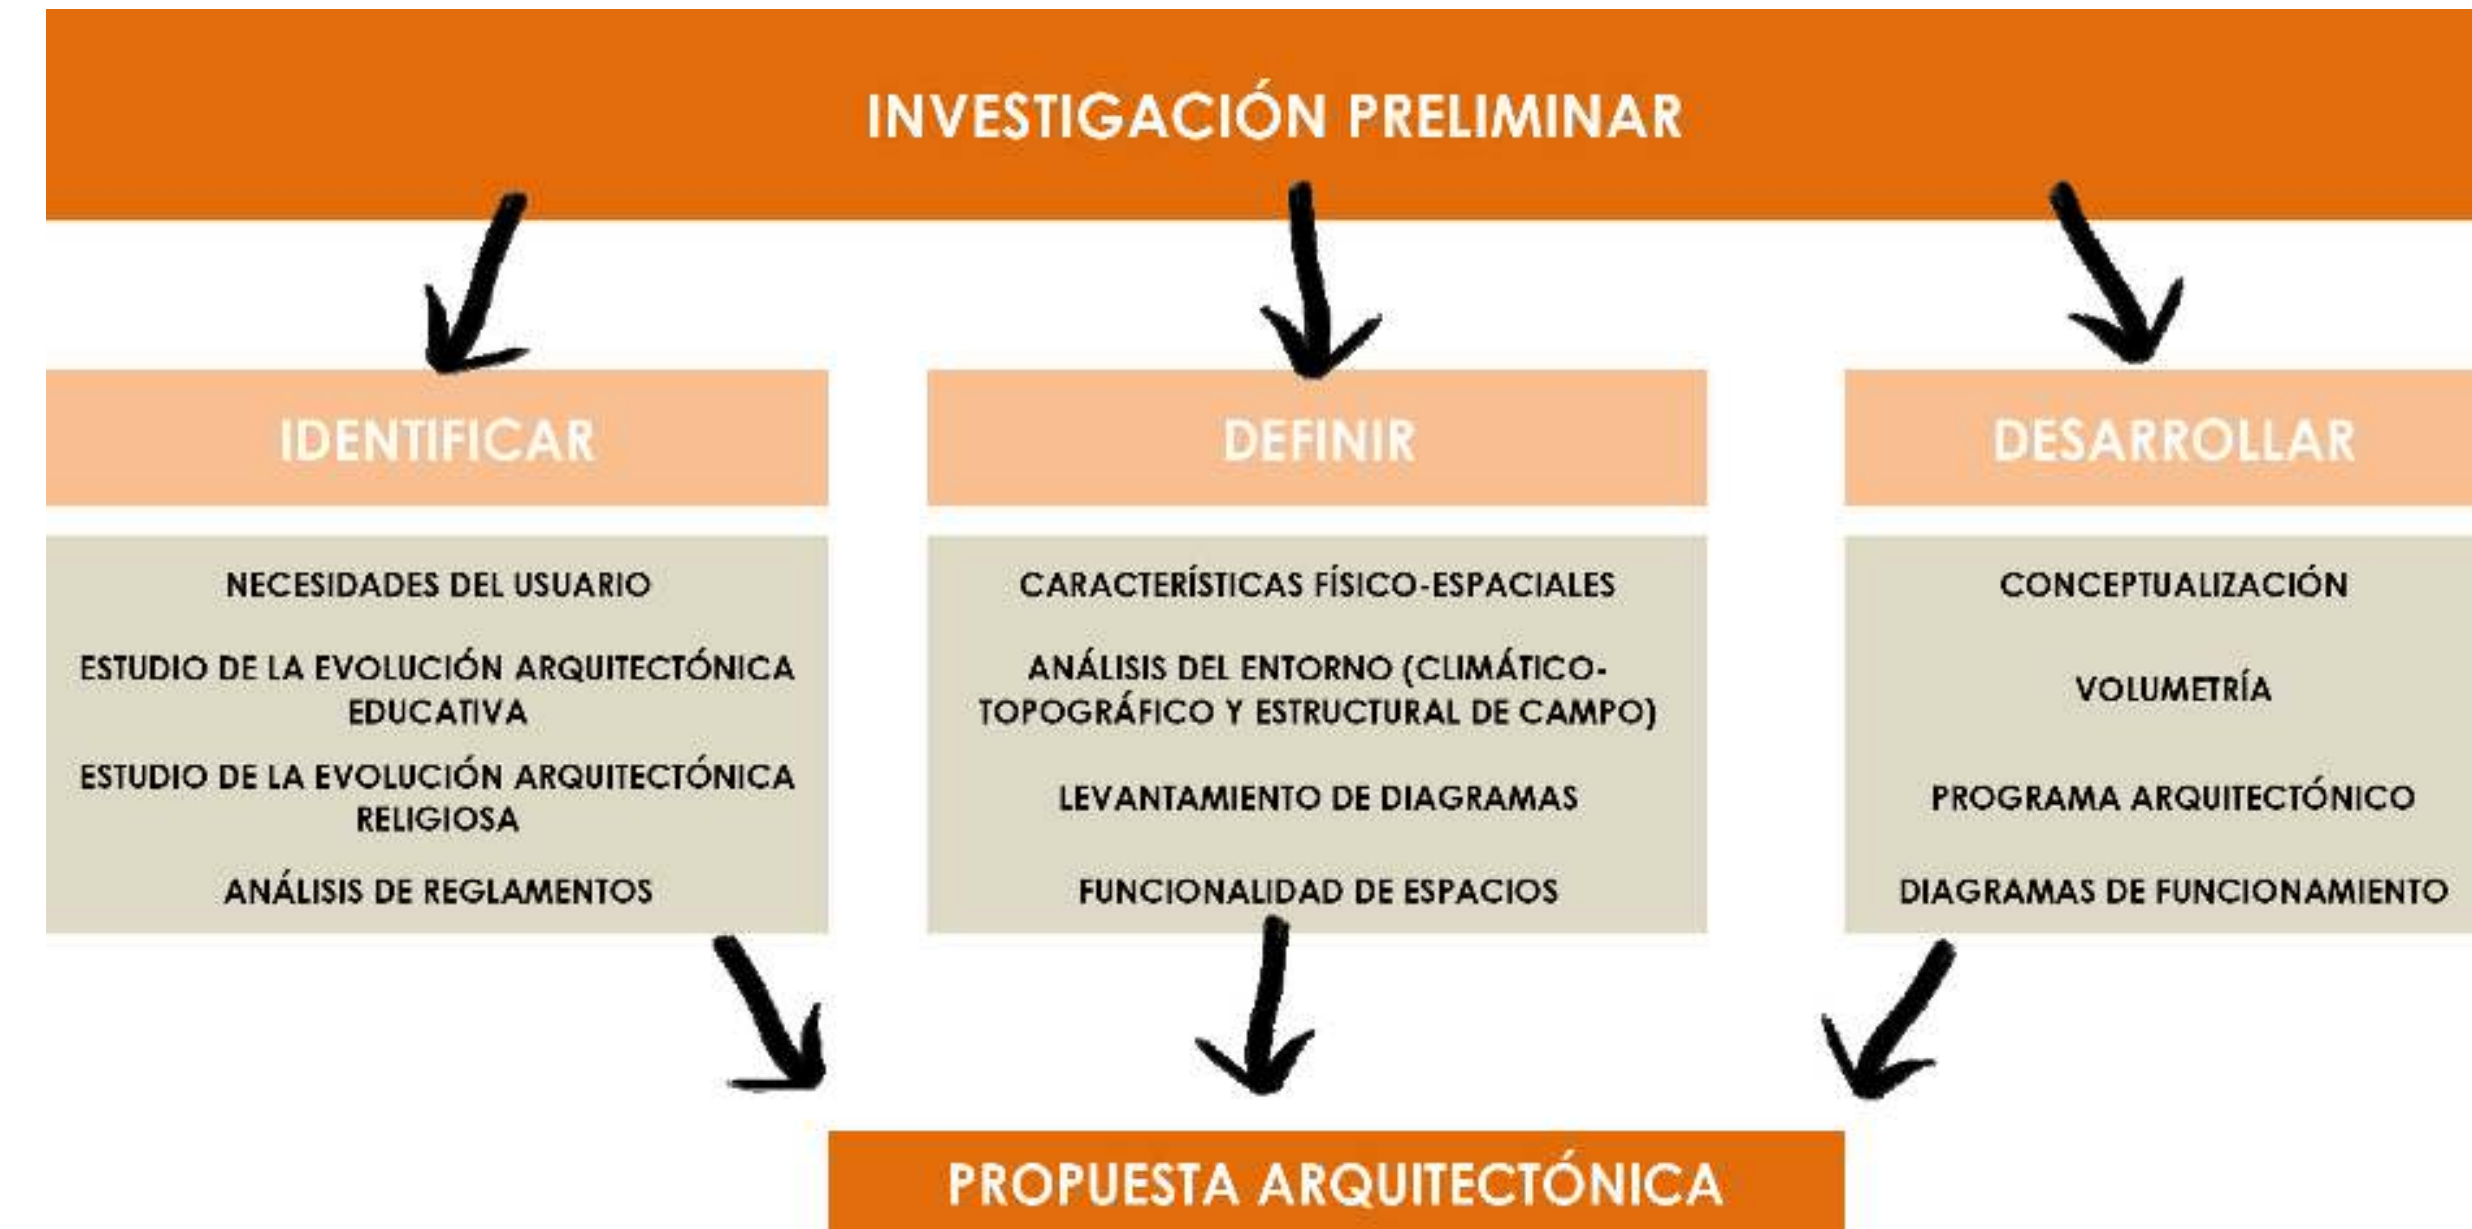 INVESTIGACIÓN PRELIMINAR
IDENTIFICAR
NECESIDADES DEL USUARIO
ESTUDIO DE LA EVOLUCIÓN ARQUITECTÓNICA
EDUCATIVA
ESTUDIO DE LA EVOLUCIÓN ARQUITECTÓNICA
RELIGIOSA
ANÁLISIS DE REGLAMENTOS
DEFINIR
CARACTERÍSTICAS FÍSICO-ESPACIALES
ANÁLISIS DEL ENTORNO (CLIMÁTICO-
TOPOGRÁFICO Y ESTRUCTURAL DE CAMPO)
LEVANTAMIENTO DE DIAGRAMAS
FUNCIONALIDAD DE ESPACIOS
DESARROLLAR
CONCEPTUALIZACIÓN
VOLUMETRÍA
PROGRAMA ARQUITECTÓNICO
DIAGRAMAS DE FUNCIONAMIENTO
PROPUESTA ARQUITECTÓNICA